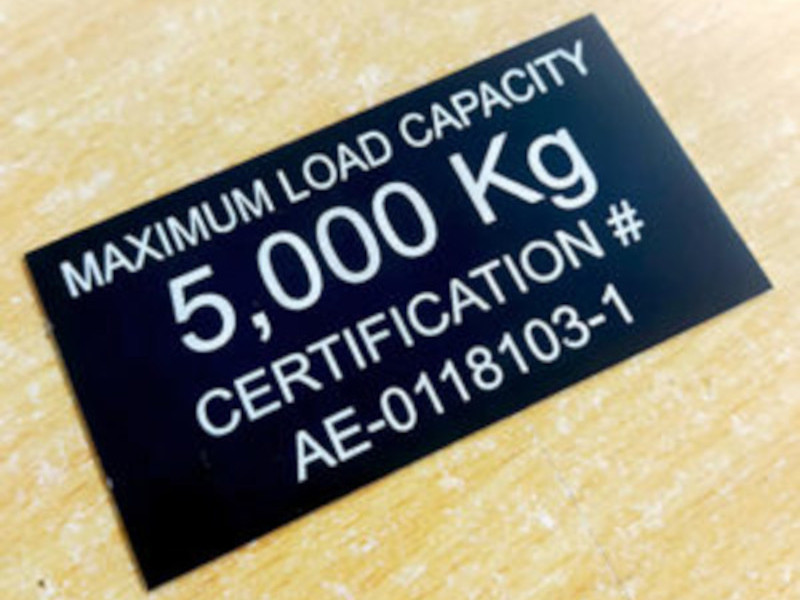 MAXIMUM LOAD CAPACITY
5,000 Kg
CERTIFICATION #
AE-0118103-1